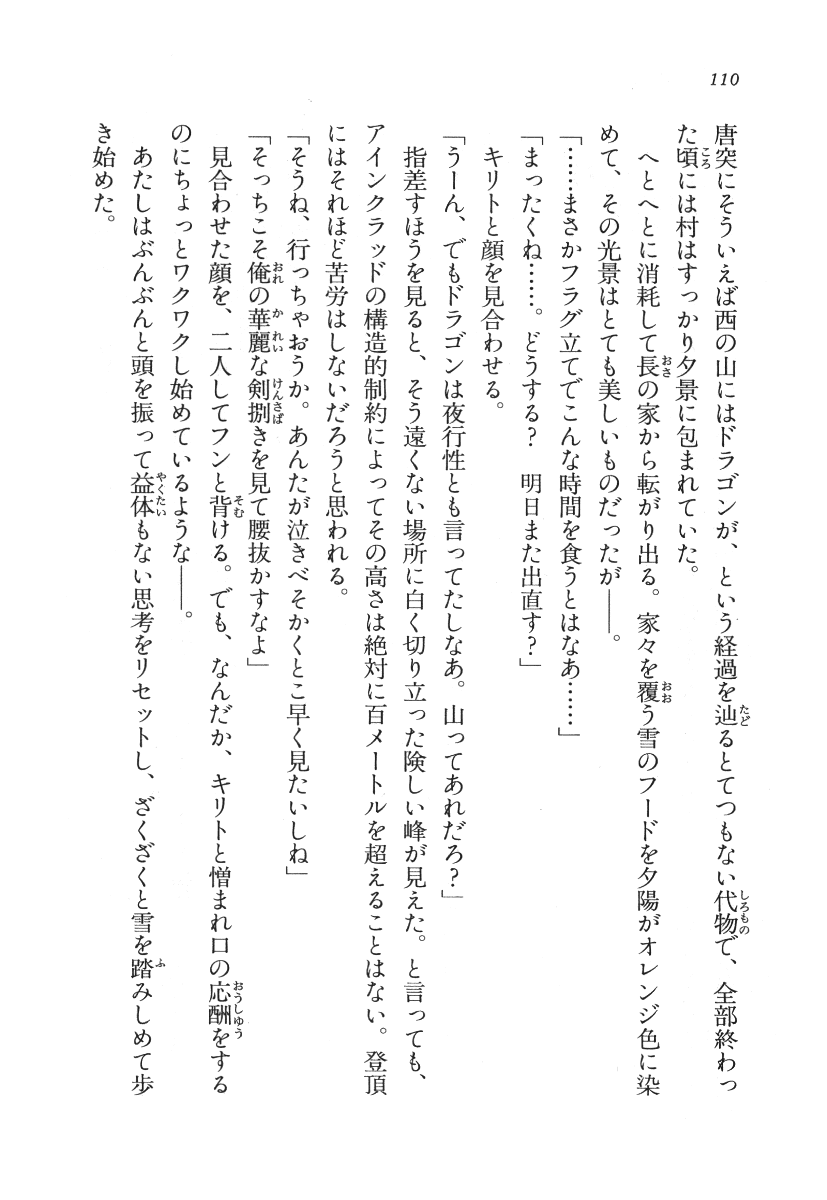 110
唐突にそういえば西の山にはドラゴンが、という経過を辿るとてつもない代物で、全部終わっ
た頃には村はすっかり夕景に包まれていた。
　へとへとに消耗して長の家から転がり出る。家々を覆う雪のフードを夕陽がオレンジ色に染
めて、その光景はとても美しいものだったが――。
「……まさかフラグ立てでこんな時間を食うとはなあ……」
「まったくね……。どうする？　明日また出直す？」
　キリトと顔を見合わせる。
「うーん、でもドラゴンは夜行性とも言ってたしなあ。山ってあれだろ？」
　指差すほうを見ると、そう遠くない場所に白く切り立った険しい峰が見えた。と言っても、
アインクラッドの構造的制約によってその高さは絶対に百メートルを超えることはない。登頂
にはそれほど苦労はしないだろうと思われる。
「そうね、行っちゃおうか。あんたが泣きべそかくとこ早く見たいしね」
「そっちこそ俺の華麗な剣捌きを見て腰抜かすなよ」
　見合わせた顔を、二人してフンと背ける。でも、なんだか、キリトと憎まれ口の応酬をする
のにちょっとワクワクし始めているような――。
　あたしはぶんぶんと頭を振って益体もない思考をリセットし、ざくざくと雪を踏みしめて歩
き始めた。